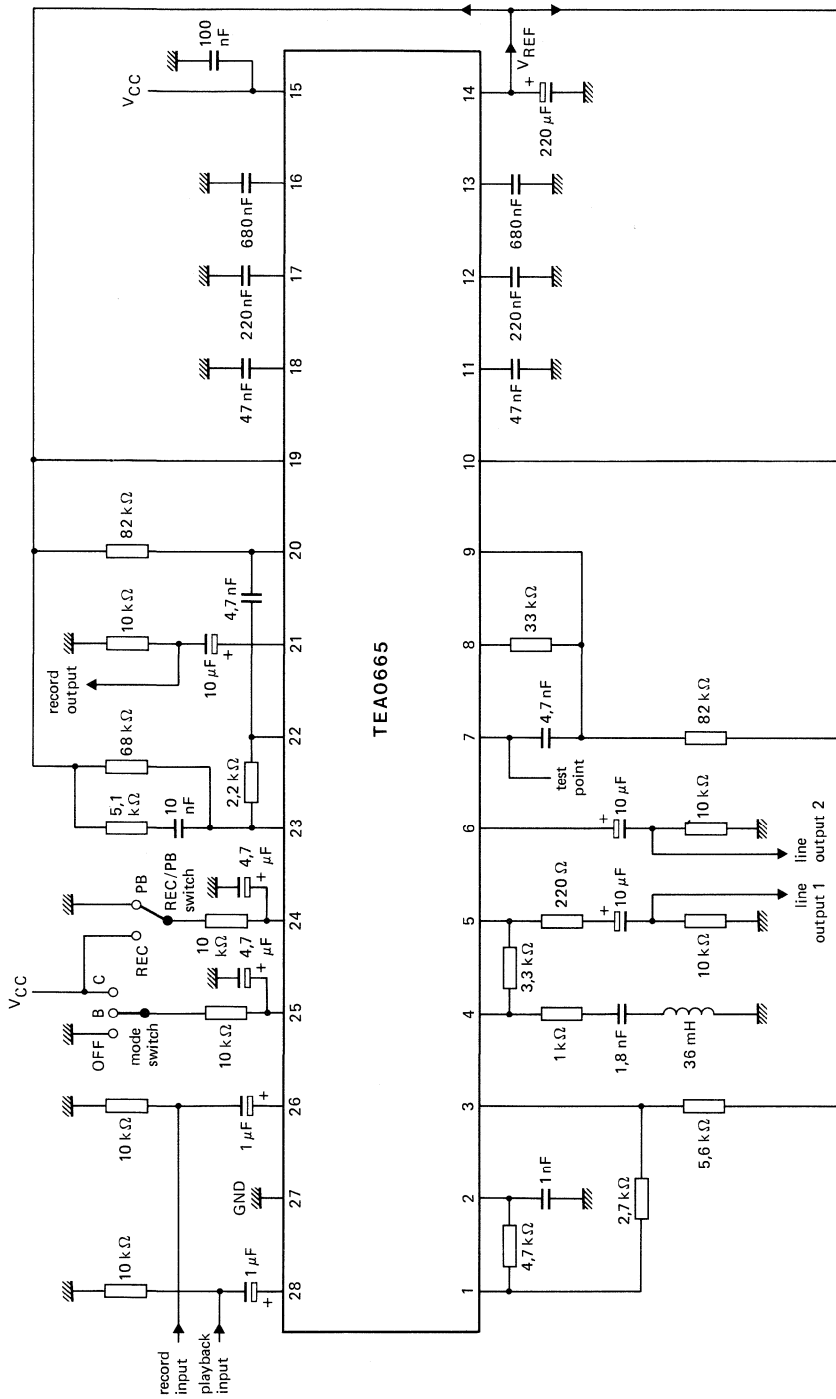 record
input
playback
input
10 kΩ
1 μF
+
28
GND
27
10 kΩ
1 μF
+
26
VCC
OFF
B
C
mode
switch
10 kΩ
4,7
μF
+
25
REC
PB
REC/PB
switch
10
kΩ
4,7
μF
+
24
5,1
kΩ
10
nF
68 kΩ
23
2,2 kΩ
22
record
output
10 kΩ
10 μF
+
21
4,7 nF
82 kΩ
20
19
47 nF
18
220 nF
17
680 nF
16
VCC
100
nF
15
TEA0665
1
4,7 kΩ
2
1 nF
2,7 kΩ
3
5,6 kΩ
4
3,3 kΩ
1 kΩ
1,8 nF
36 mH
5
220 Ω
+
10 μF
10 kΩ
line
output 1
6
+
10 μF
10 kΩ
line
output 2
7
test
point
4,7 nF
82 kΩ
8
33 kΩ
9
10
11
47 nF
12
220 nF
13
680 nF
14
VREF
+
220 μF